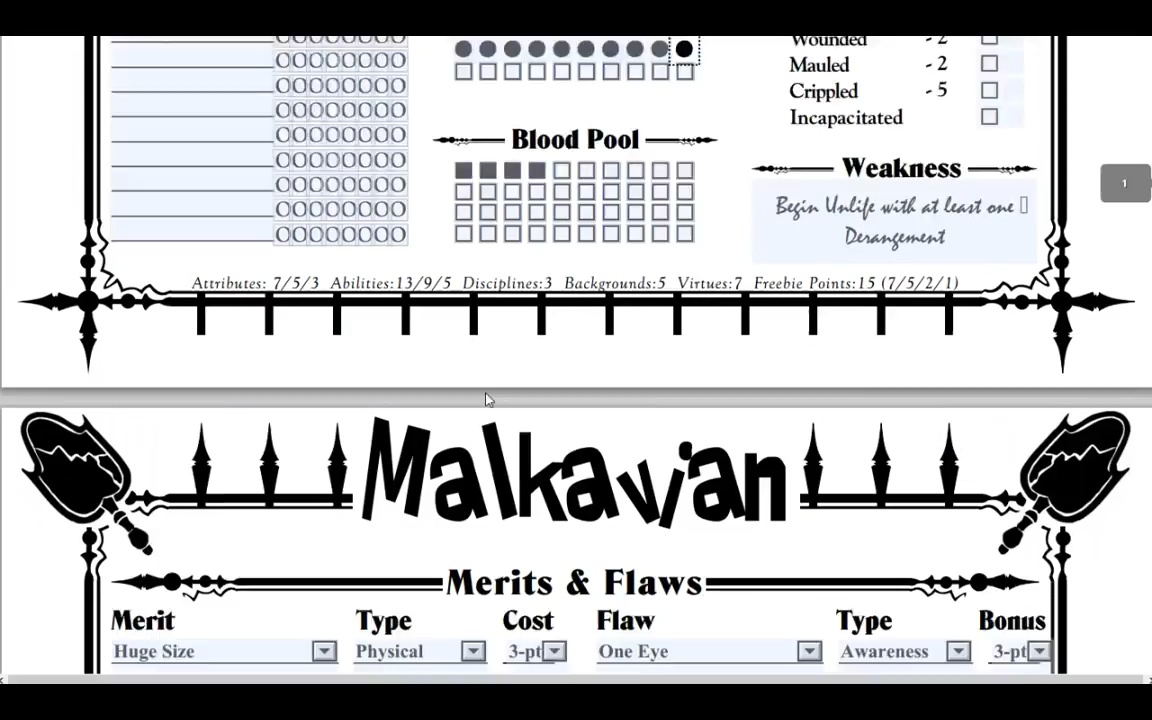 Wounded - 2
Mauled - 2
Crippled - 5
Incapacitated
Blood Pool
Weakness
Begin Unlife with at least one
Derangement
1
Attributes: 7/5/3 Abilities:13/9/5 Disciplines:3 Backgrounds:5 Virtues:7 Freebie Points:15 (7/5/2/1)
Malkavian
Merits & Flaws
Merit Type Cost Flaw Type Bonus
Huge Size Physical 3-pt One Eye Awareness 3-pt